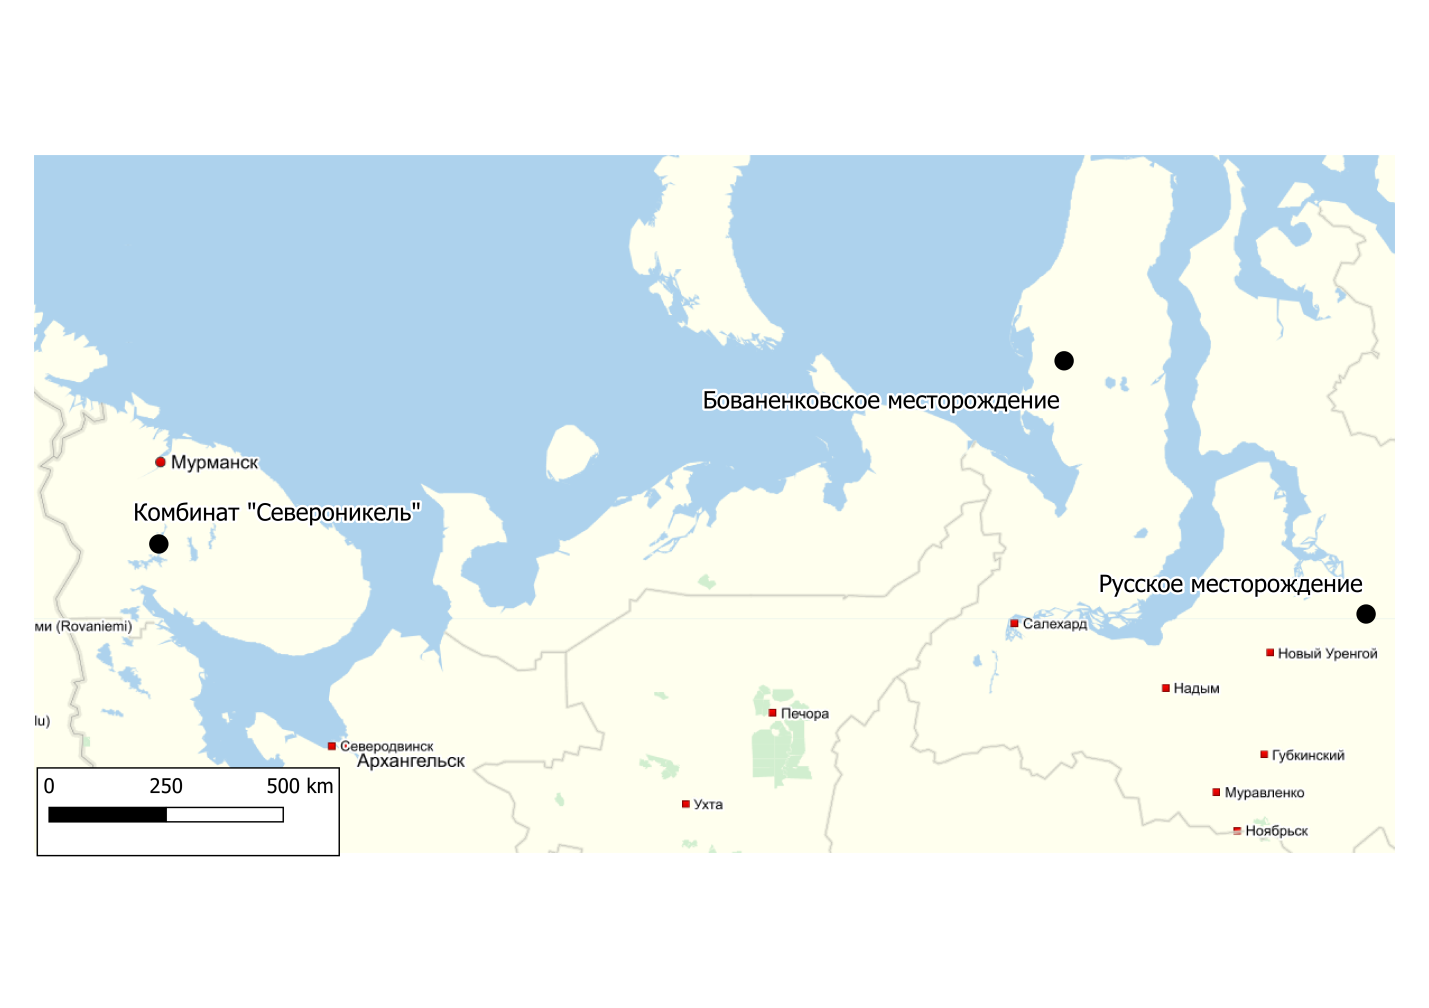 Бованенковское месторождение
Мурманск
Комбинат "Североникель"
Русское месторождение
ми (Rovaniemi)
Салехард
Новый Уренгой
Надым
lu)
Печора
Северодвинск
Архангельск
Губкинский
0 250 500 km
Муравленко
Ухта
Ноябрьск